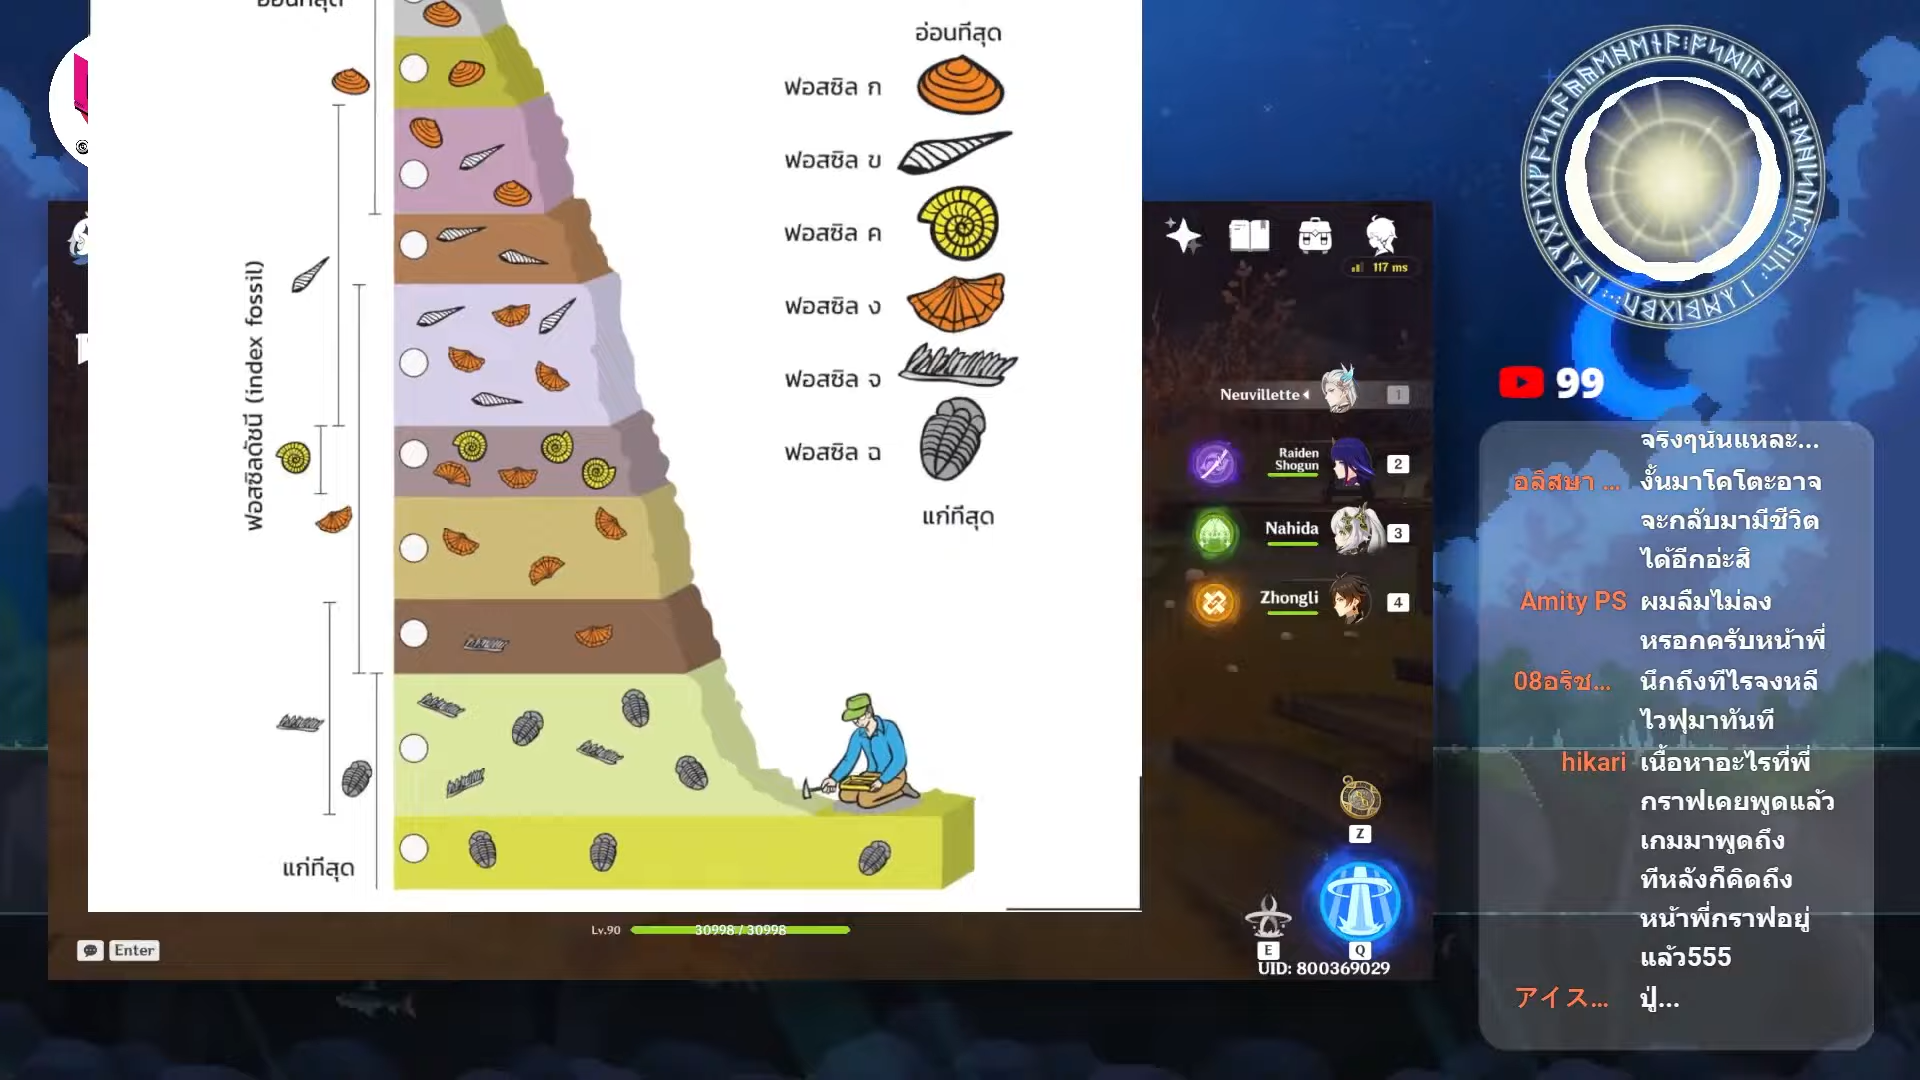 อ่อนที่สุด
อ่อนที่สุด
ฟอสซิล ก
ฟอสซิล ข
ฟอสซิล ค
ฟอสซิล ง
ฟอสซิล จ
ฟอสซิล ฉ
แก่ที่สุด
ฟอสซิลดัชนี (index fossil)
แก่ที่สุด
117 ms
Neuvillette
1
Raiden
Shogun
2
Nahida
3
Zhongli
4
Z
E
Q
Lv.90
30998 / 30998
Enter
UID: 800369029
99
จริงๆนั่นแหละ...
อลิสษา ... งั้นมาโคโตะอาจ
จะกลับมามีชีวิต
ได้อีกอ่ะสิ
Amity PS ผมลืมไม่ลง
หรอกครับหน้าพี่
08อริช... นึกถึงทีไรจงหลี
ไวฟุมาทันที
hikari เนื้อหาอะไรที่พี่
กราฟเคยพูดแล้ว
เกมมาพูดถึง
ทีหลังก็คิดถึง
หน้าพี่กราฟอยู่
แล้ว555
アイス... ปู่...